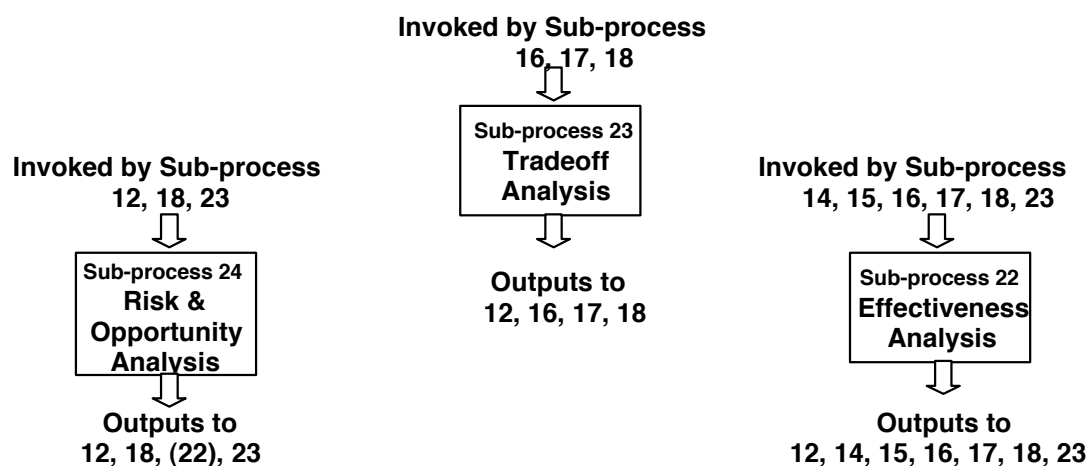 Invoked by Sub-process
16, 17, 18
Sub-process 23
Tradeoff
Analysis
Outputs to
12, 16, 17, 18
Invoked by Sub-process
12, 18, 23
Sub-process 24
Risk &
Opportunity
Analysis
Outputs to
12, 18, (22), 23
Invoked by Sub-process
14, 15, 16, 17, 18, 23
Sub-process 22
Effectiveness
Analysis
Outputs to
12, 14, 15, 16, 17, 18, 23